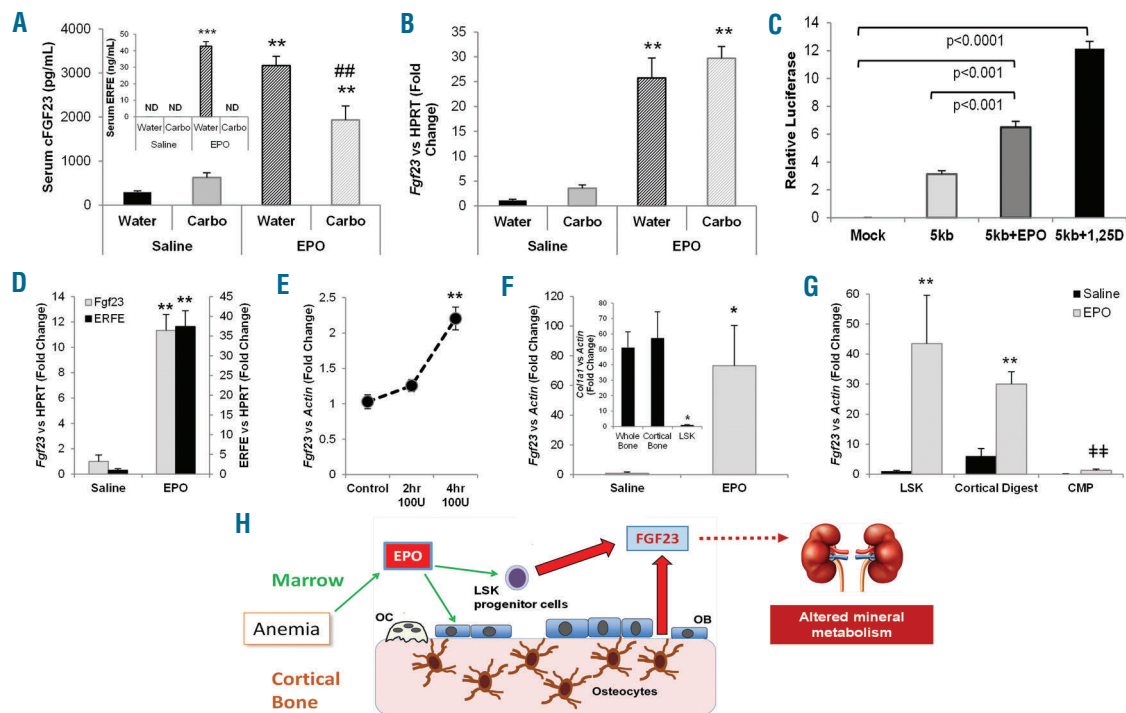 A
Serum cFGF23 (pg/mL)
4000
3000
2000
1000
0
Serum ERFE (ng/mL)
50
40
30
20
10
0
***
ND ND ND
Water Carbo Water Carbo
Saline EPO
**
##
**
Water Carbo Water Carbo
Saline EPO
B
Fgf23 vs HPRT (Fold
Change)
35
30
25
20
15
10
5
0
** **
Water Carbo Water Carbo
Saline EPO
C
Relative Luciferase
14
12
10
8
6
4
2
0
p<0.0001
p<0.001
p<0.001
Mock 5kb 5kb+EPO 5kb+1,25D
D
Fgf23 vs HPRT (Fold Change)
14
12
10
8
6
4
2
0
Fgf23
ERFE
** **
45
40
35
30
25
20
15
10
5
0
ERFE vs HPRT (Fold Change)
Saline EPO
E
Fgf23 vs Actin (Fold Change)
2.5
2
1.5
1
0.5
**
Control 2hr 4hr
100U 100U
F
Fgf23 vs Actin (Fold Change)
120
100
80
60
40
20
0
Col1a1 vs Actin
(Fold Change)
80
70
60
50
40
30
20
10
0
*
Whole Cortical LSK
Bone Bone
*
Saline EPO
G
Fgf23 vs Actin (Fold Change)
60
50
40
30
20
10
0
Saline
EPO
**
**
‡‡
LSK Cortical Digest CMP
H
EPO
FGF23
Marrow
LSK
progenitor cells
Anemia
OC
OB
Altered mineral
metabolism
Cortical
Bone
Osteocytes